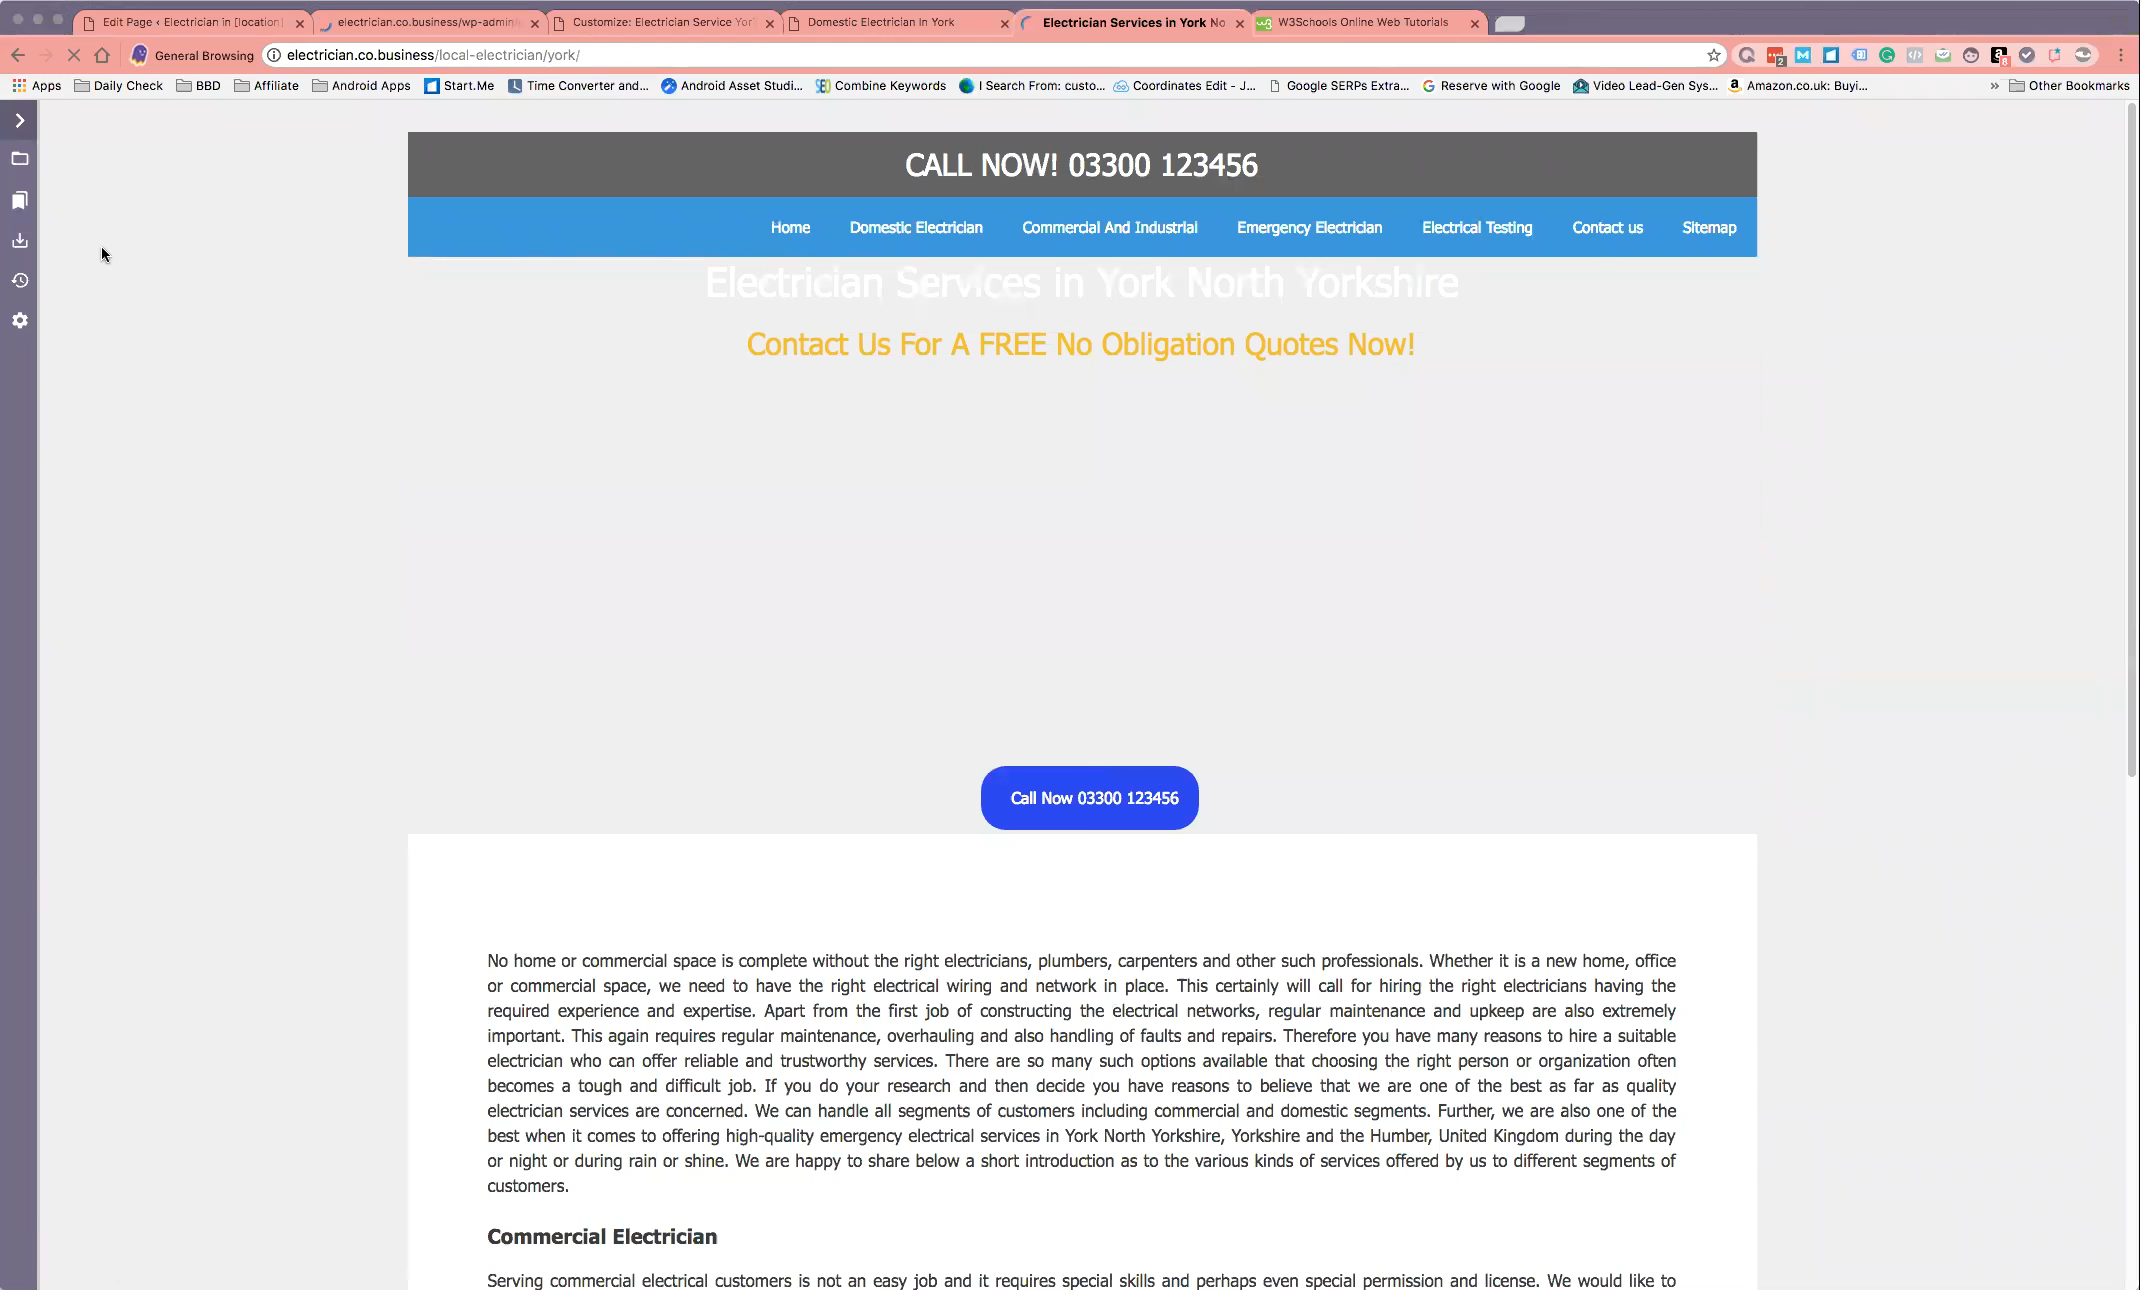 Edit Page ‹ Electrician in [location]
electrician.co.business/wp-admin/
Customize: Electrician Service Yor
Domestic Electrician In York
Electrician Services in York No
W3Schools Online Web Tutorials
General Browsing
electrician.co.business/local-electrician/york/
Apps
Daily Check
BBD
Affiliate
Android Apps
Start.Me
Time Converter and...
Android Asset Studi...
Combine Keywords
I Search From: custo...
Coordinates Edit - J...
Google SERPs Extra...
Reserve with Google
Video Lead-Gen Sys...
Amazon.co.uk: Buyi...
»
Other Bookmarks
CALL NOW! 03300 123456
Home
Domestic Electrician
Commercial And Industrial
Emergency Electrician
Electrical Testing
Contact us
Sitemap
Electrician Services in York North Yorkshire
Contact Us For A FREE No Obligation Quotes Now!
Call Now 03300 123456
No home or commercial space is complete without the right electricians, plumbers, carpenters and other such professionals. Whether it is a new home, office
or commercial space, we need to have the right electrical wiring and network in place. This certainly will call for hiring the right electricians having the
required experience and expertise. Apart from the first job of constructing the electrical networks, regular maintenance and upkeep are also extremely
important. This again requires regular maintenance, overhauling and also handling of faults and repairs. Therefore you have many reasons to hire a suitable
electrician who can offer reliable and trustworthy services. There are so many such options available that choosing the right person or organization often
becomes a tough and difficult job. If you do your research and then decide you have reasons to believe that we are one of the best as far as quality
electrician services are concerned. We can handle all segments of customers including commercial and domestic segments. Further, we are also one of the
best when it comes to offering high-quality emergency electrical services in York North Yorkshire, Yorkshire and the Humber, United Kingdom during the day
or night or during rain or shine. We are happy to share below a short introduction as to the various kinds of services offered by us to different segments of
customers.
Commercial Electrician
Serving commercial electrical customers is not an easy job and it requires special skills and perhaps even special permission and license. We would like to